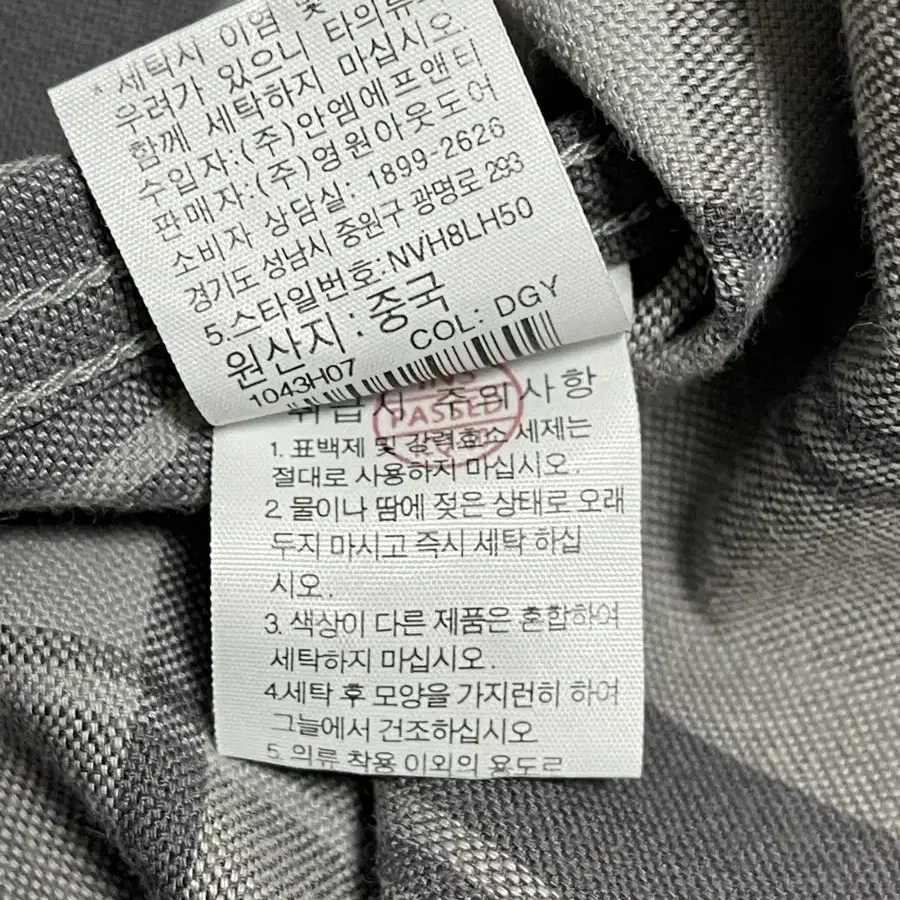 * 세탁시 이염 및
우려가 있으니 타의류
함께 세탁하지 마십시오.
수입자:(주)안엠에프앤티
판매자:(주)영원아웃도어
소비자 상담실: 1899-2626
경기도 성남시 중원구 광명로 293
5.스타일번호:NVH8LH50
원산지 : 중국
COL: DGY
1043H07
PASSED
취급시 주의사항
1. 표백제 및 강력효소 세제는
절대로 사용하지 마십시오.
2. 물이나 땀에 젖은 상태로 오래
두지 마시고 즉시 세탁 하십
시오.
3. 색상이 다른 제품은 혼합하여
세탁하지 마십시오.
4.세탁 후 모양을 가지런히 하여
그늘에서 건조하십시오
5. 의류 착용 이외의 용도로